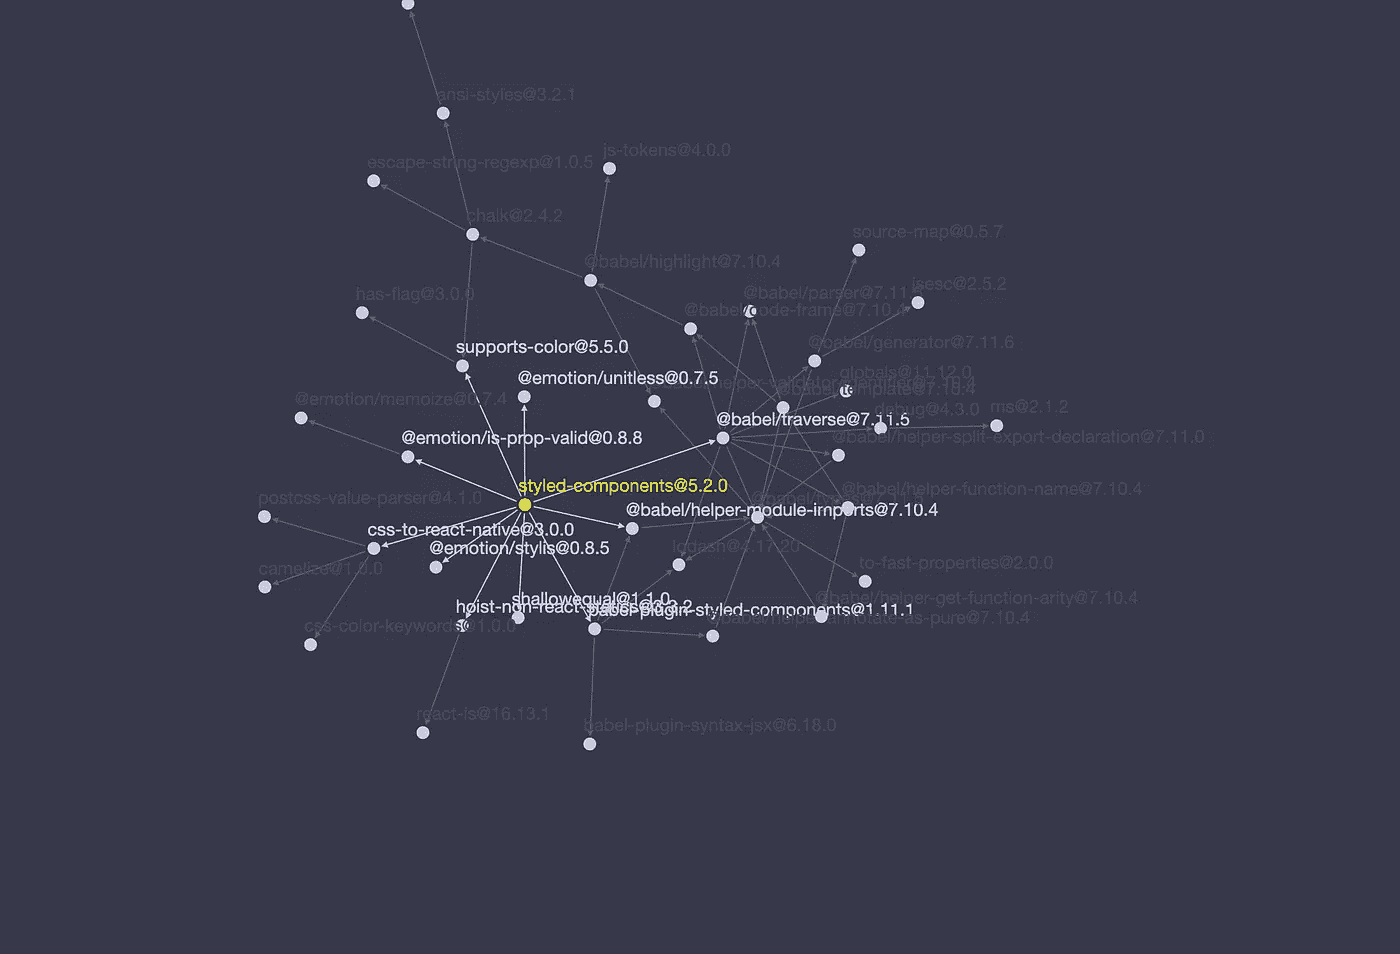 ansi-styles@3.2.1
js-tokens@4.0.0
escape-string-regexp@1.0.5
chalk@2.4.2
source-map@0.5.7
@babel/highlight@7.10.4
jsesc@2.5.2
has-flag@3.0.0
@babel/parser@7.11
@babel/code-frame@7.10.4
@babel/generator@7.11.6
supports-color@5.5.0
globals@11.12.0
@emotion/unitless@0.7.5
@babel/helper-validator-identifier@7.10.4
@babel/template@7.10.4
@emotion/memoize@0.7.4
ms@2.1.2
debug@4.3.0
@babel/traverse@7.11.5
@babel/helper-split-export-declaration@7.11.0
@emotion/is-prop-valid@0.8.8
styled-components@5.2.0
@babel/helper-function-name@7.10.4
postcss-value-parser@4.1.0
@babel/helper-module-imports@7.10.4
css-to-react-native@3.0.0
@emotion/stylis@0.8.5
lodash@4.17.20
to-fast-properties@2.0.0
camelize@1.0.0
@babel/helper-get-function-arity@7.10.4
shallowequal@1.1.0
hoist-non-react-statics@3.3.2
babel-plugin-styled-components@1.11.1
@babel/helper-annotate-as-pure@7.10.4
css-color-keywords@1.0.0
react-is@16.13.1
babel-plugin-syntax-jsx@6.18.0